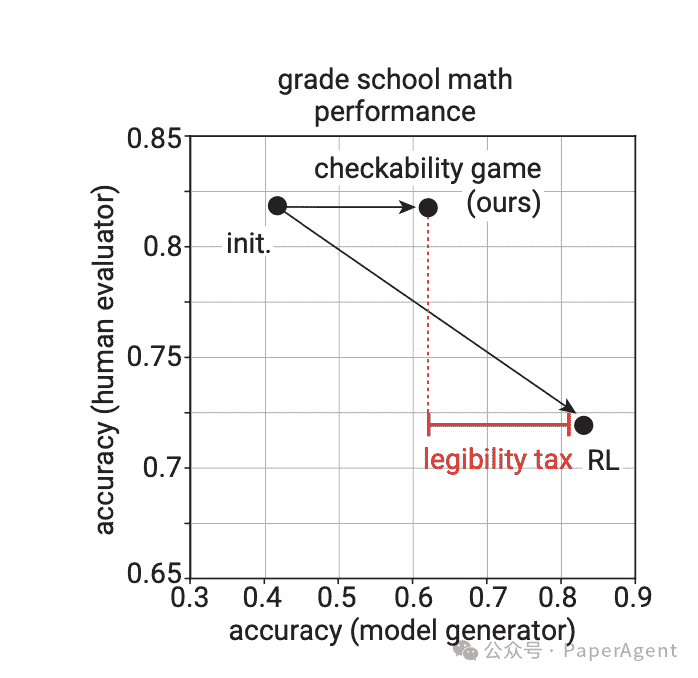 grade school math
performance
0.85
checkability game
(ours)
init.
0.8
0.75
0.7
0.65
accuracy (human evaluator)
legibility tax
RL
0.3 0.4 0.5 0.6 0.7 0.8 0.9
accuracy (model generator)
公众号 · PaperAgent